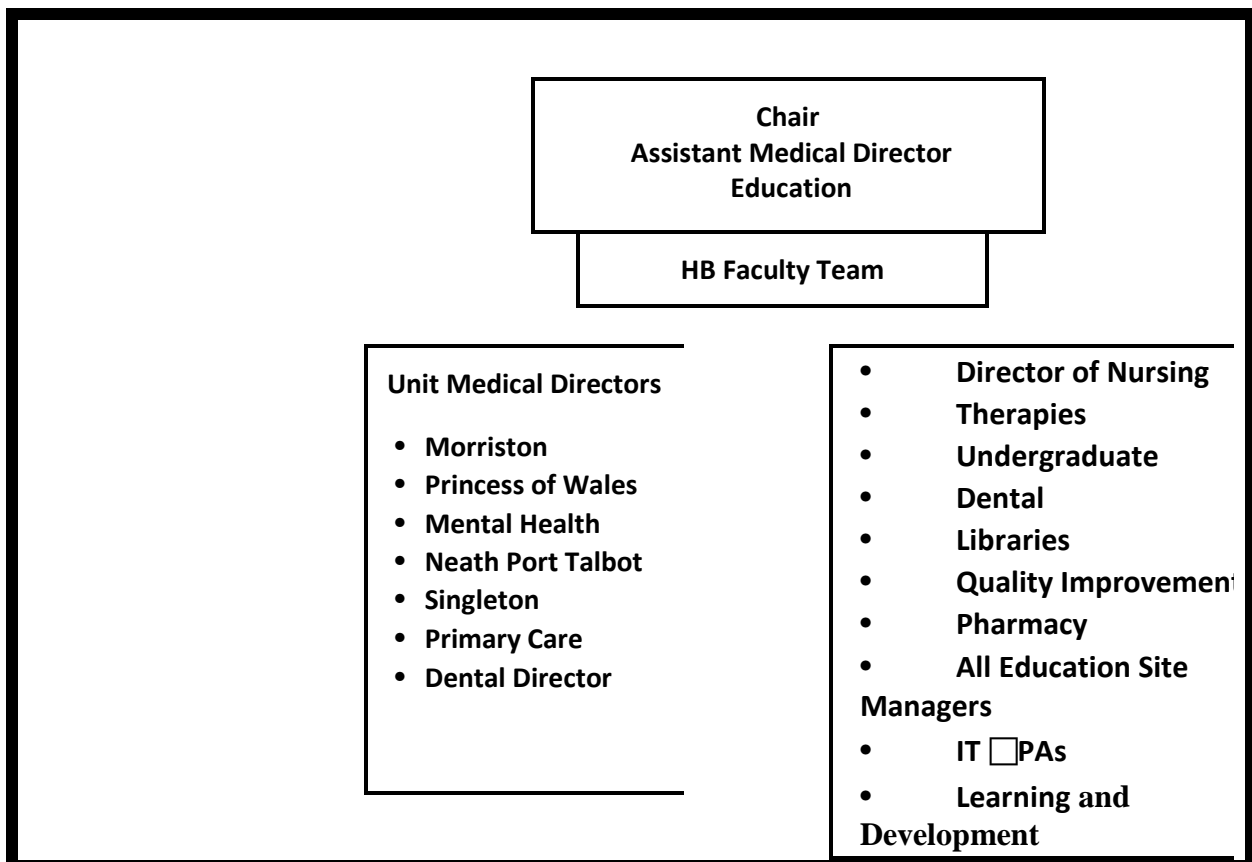 Chair
Assistant Medical Director
Education
HB Faculty Team
Unit Medical Directors
• Morriston
• Princess of Wales
• Mental Health
• Neath Port Talbot
• Singleton
• Primary Care
• Dental Director
• Director of Nursing
• Therapies
• Undergraduate
• Dental
• Libraries
• Quality Improvement
• Pharmacy
• All Education Site
Managers
• IT □PAs
• Learning and
Development